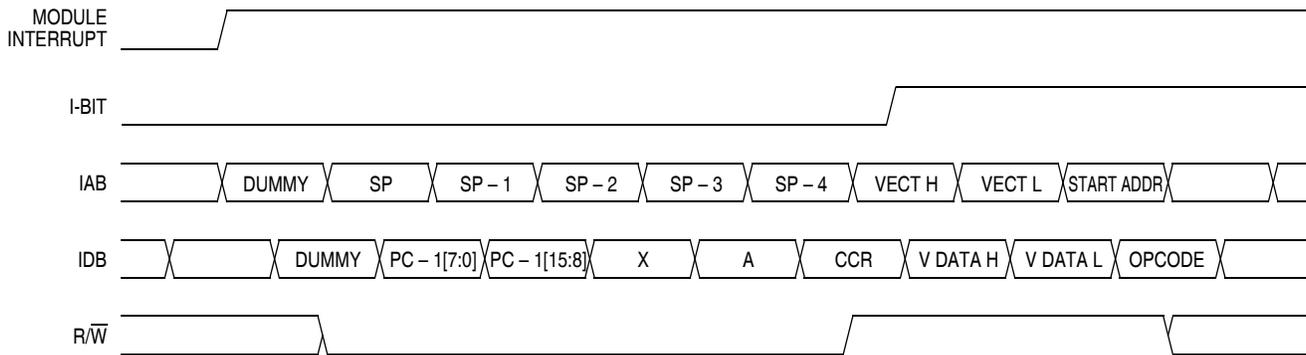 MODULE
INTERRUPT
I-BIT
IAB DUMMY SP SP – 1 SP – 2 SP – 3 SP – 4 VECT H VECT L START ADDR
IDB DUMMY PC – 1[7:0] PC – 1[15:8] X A CCR V DATA H V DATA L OPCODE
R/W̅